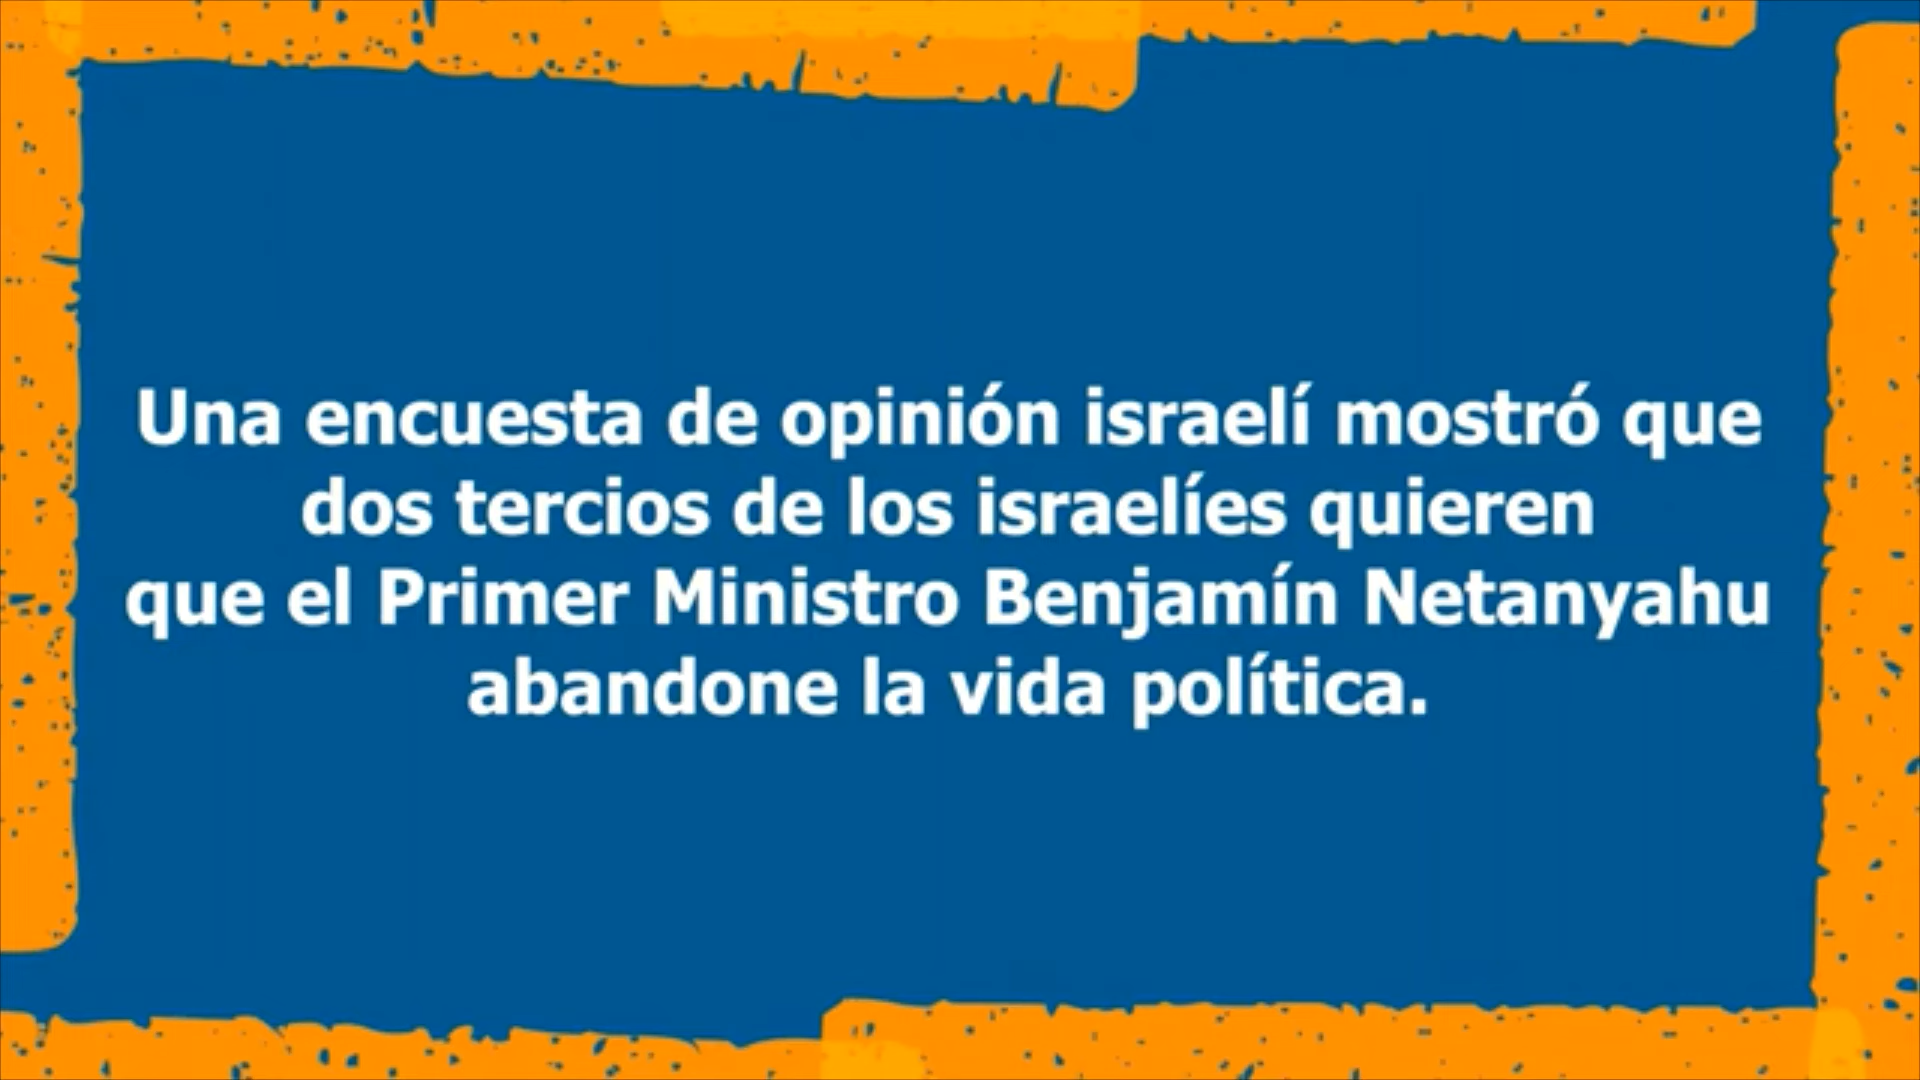 Una encuesta de opinión israelí mostró que
dos tercios de los israelíes quieren
que el Primer Ministro Benjamín Netanyahu
abandone la vida política.